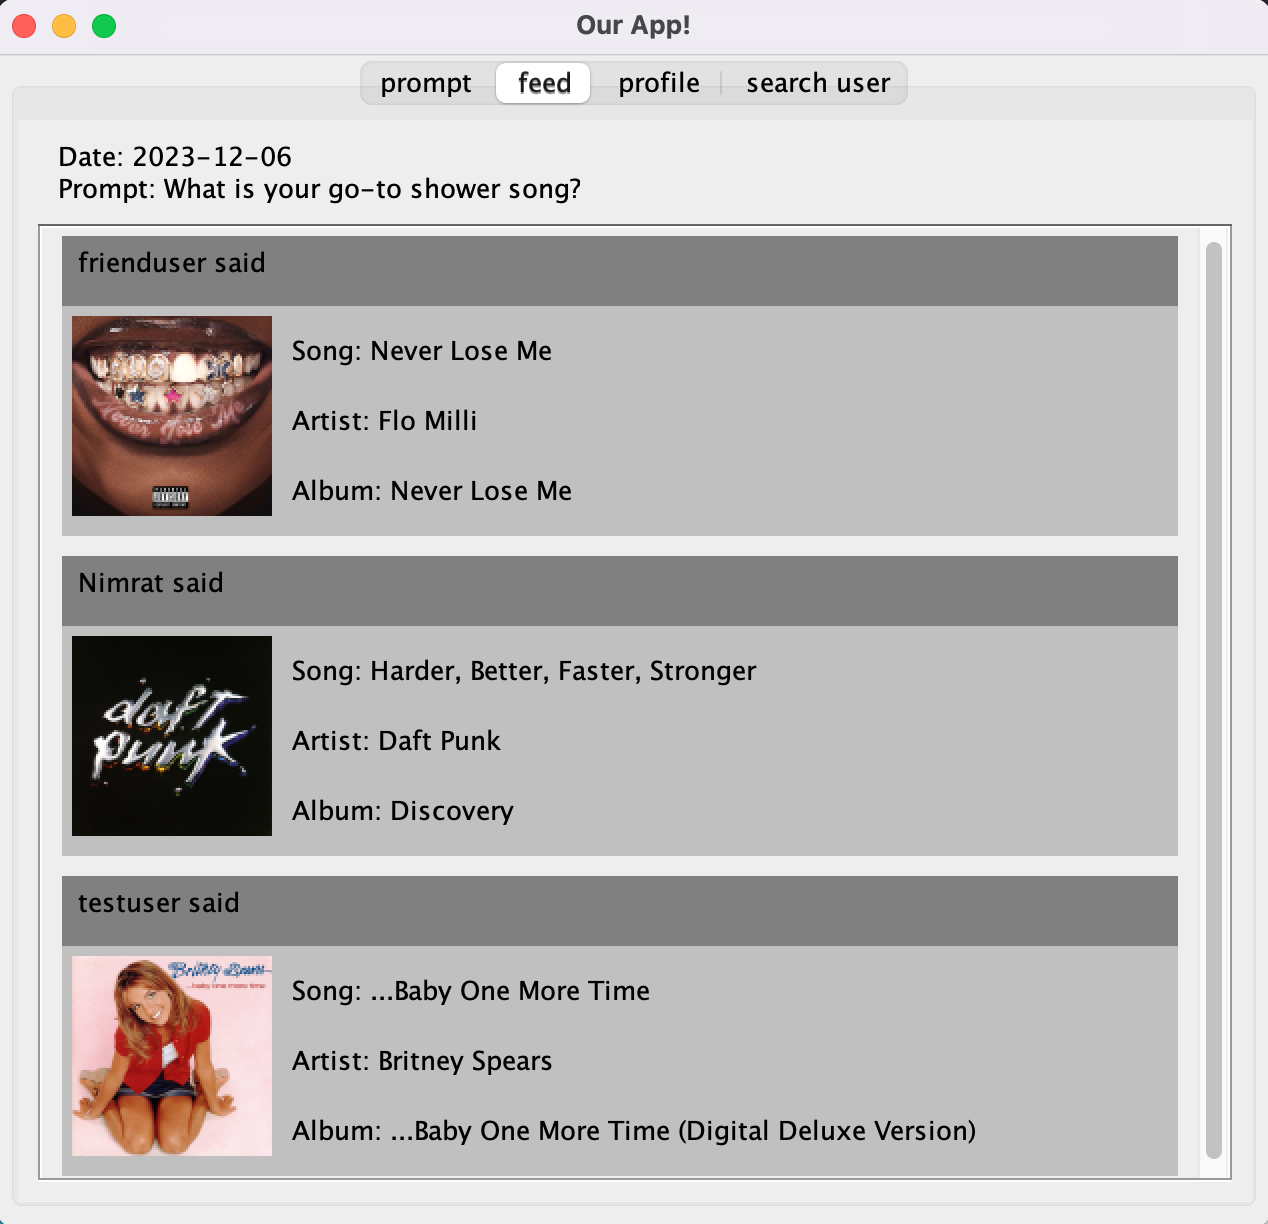 Our App!
prompt feed profile search user
Date: 2023-12-06
Prompt: What is your go-to shower song?
frienduser said
Never Lose Me
Song: Never Lose Me
Artist: Flo Milli
Album: Never Lose Me
Nimrat said
daft
punk
Song: Harder, Better, Faster, Stronger
Artist: Daft Punk
Album: Discovery
testuser said
Britney Spears
...baby one more time
Song: ...Baby One More Time
Artist: Britney Spears
Album: ...Baby One More Time (Digital Deluxe Version)